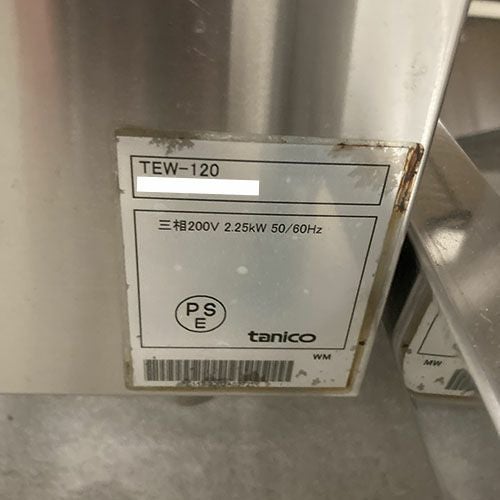 TEW-120
三相200V 2.25kW 50/60Hz
PS
E
tanico
WM
MW